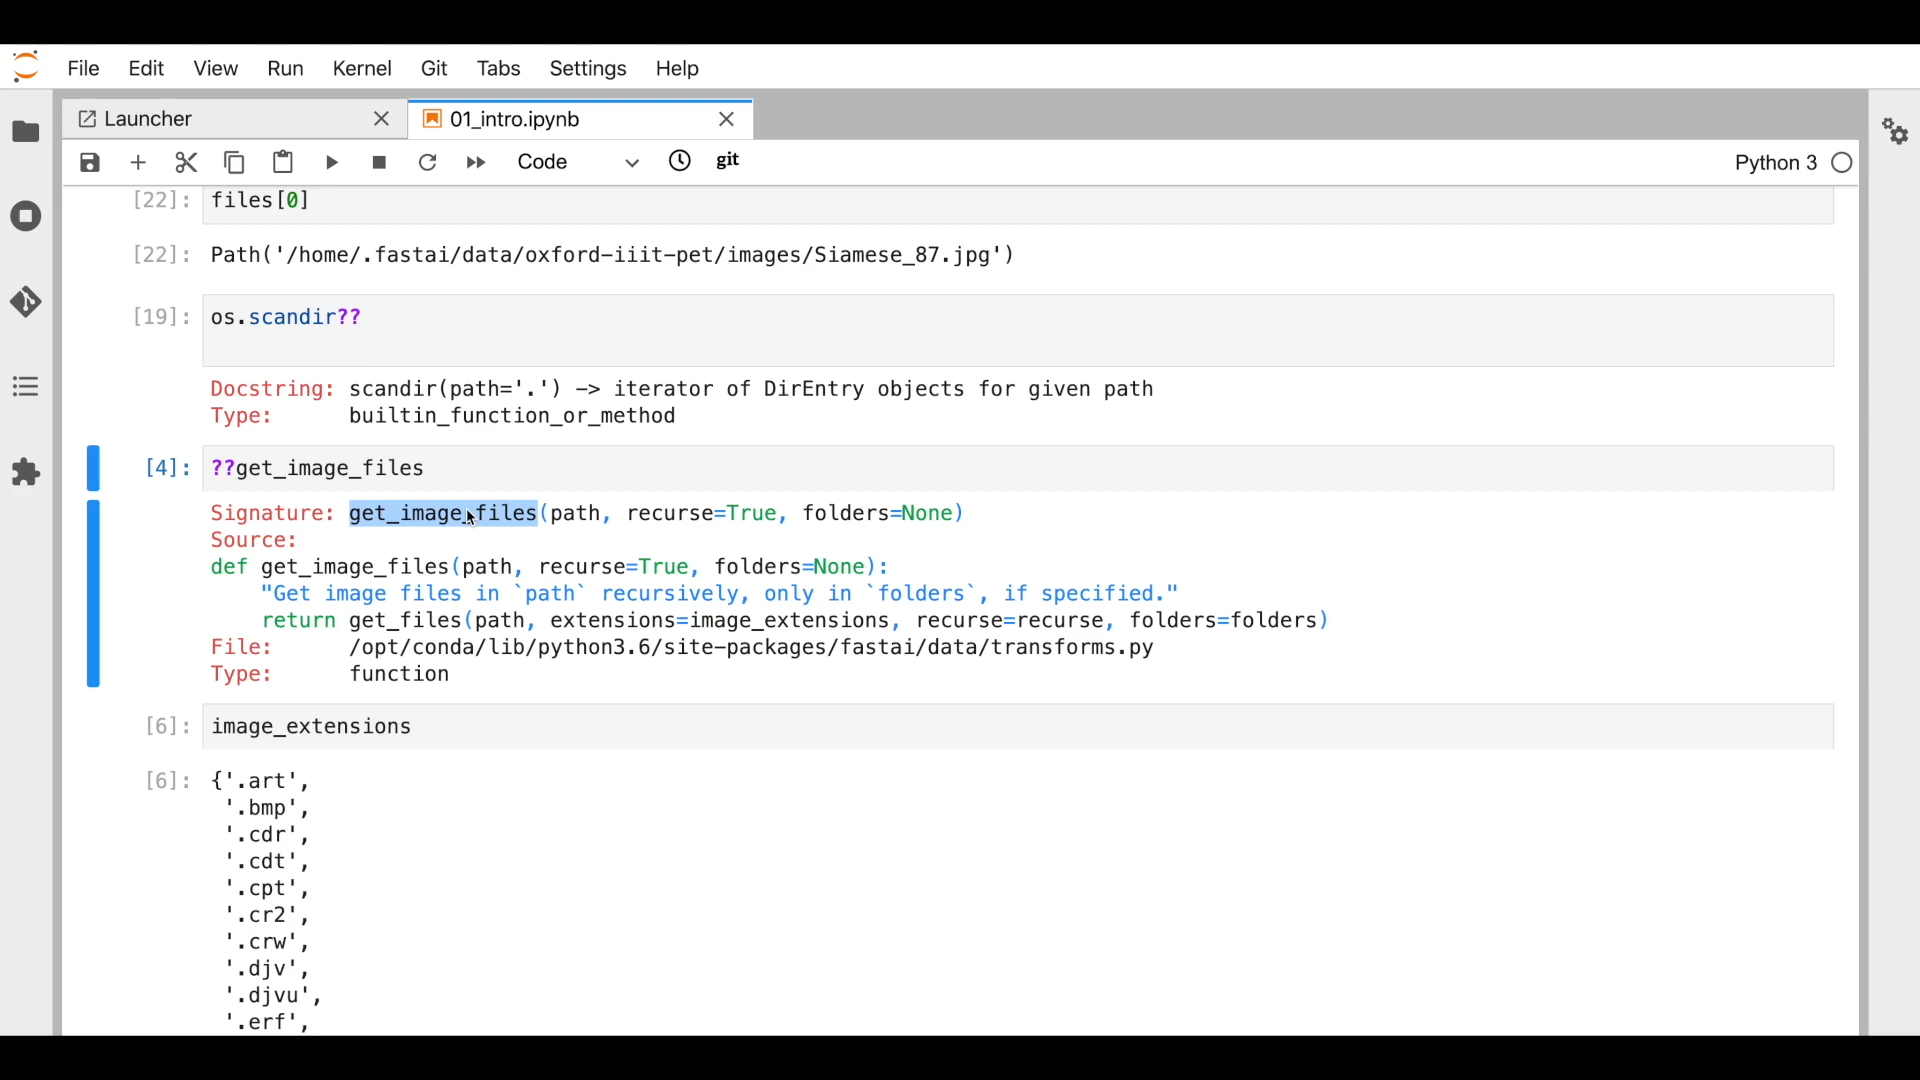 File Edit View Run Kernel Git Tabs Settings Help
Launcher 01_intro.ipynb
Code git Python 3
[22]: files[0]
[22]: Path('/home/.fastai/data/oxford-iiit-pet/images/Siamese_87.jpg')
[19]: os.scandir??
Docstring: scandir(path='.') -> iterator of DirEntry objects for given path
Type: builtin_function_or_method
[4]: ??get_image_files
Signature: get_image_files(path, recurse=True, folders=None)
Source:
def get_image_files(path, recurse=True, folders=None):
"Get image files in `path` recursively, only in `folders`, if specified."
return get_files(path, extensions=image_extensions, recurse=recurse, folders=folders)
File: /opt/conda/lib/python3.6/site-packages/fastai/data/transforms.py
Type: function
[6]: image_extensions
[6]: {'.art',
'.bmp',
'.cdr',
'.cdt',
'.cpt',
'.cr2',
'.crw',
'.djv',
'.djvu',
'.erf',